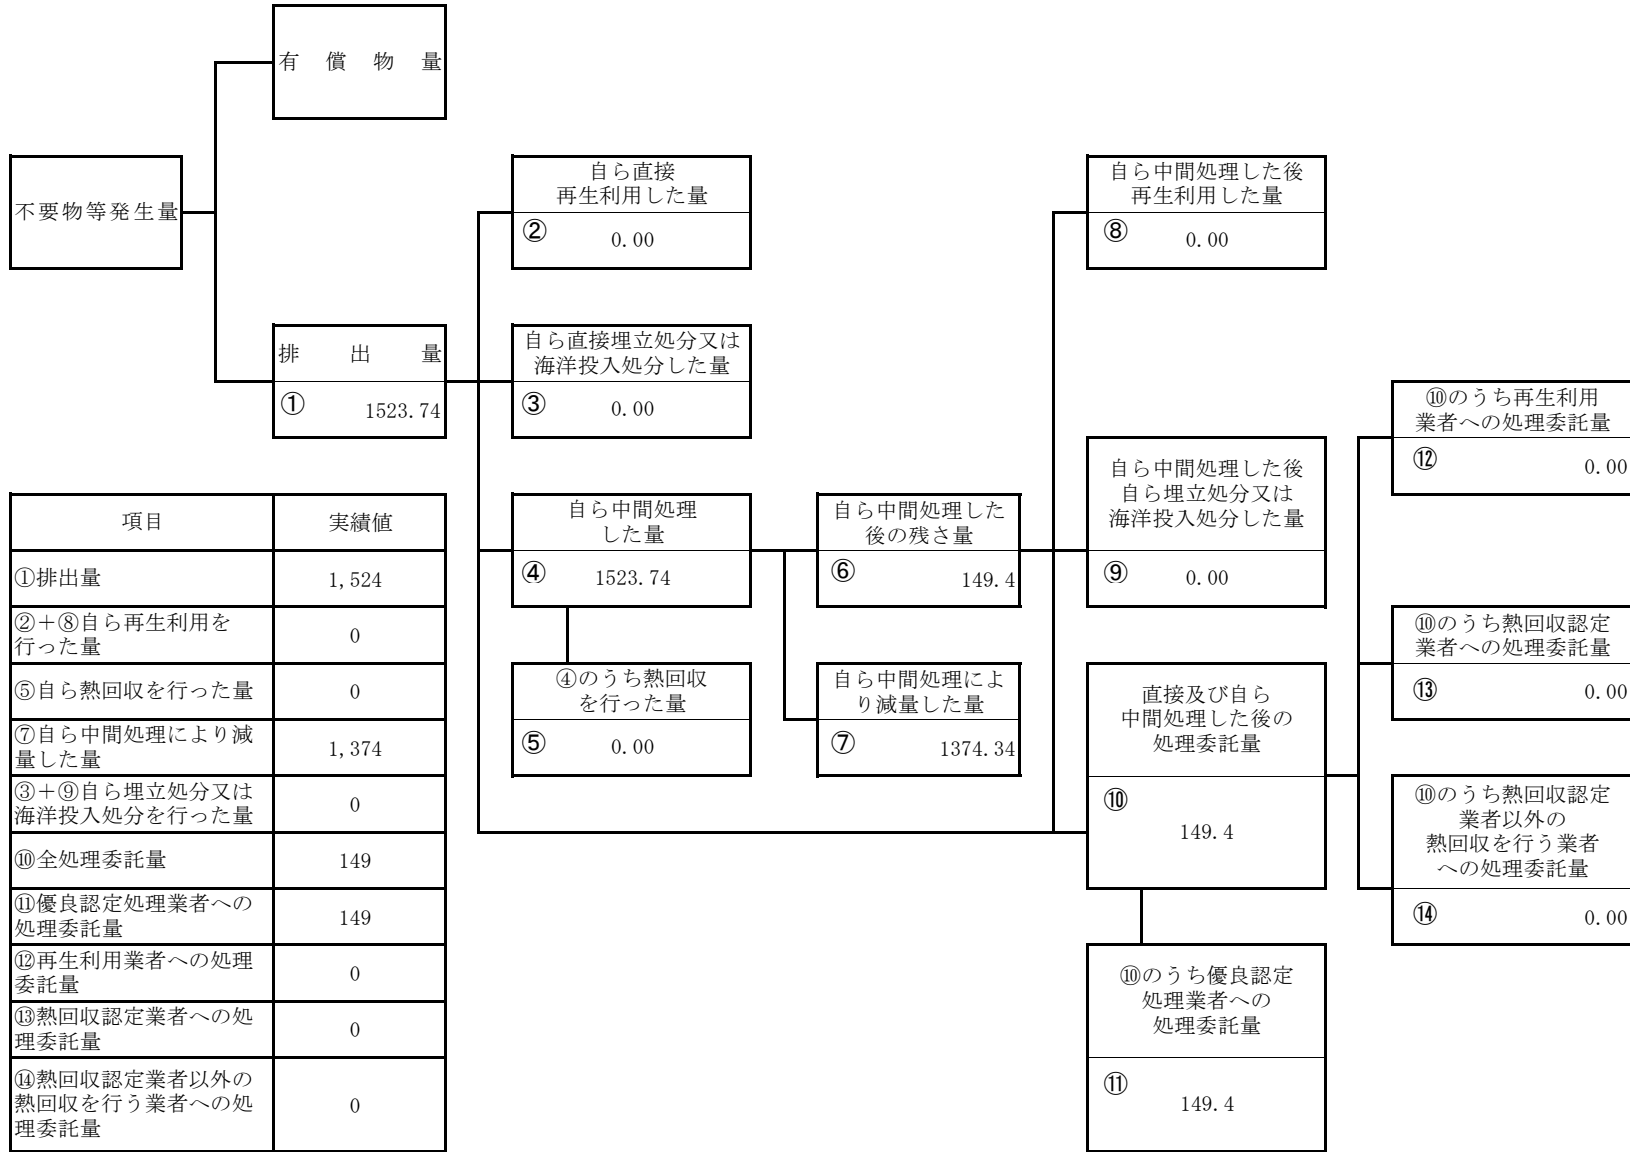 有償物量
不要物等発生量
排出量
① 1523.74
自ら直接
再生利用した量
② 0.00
自ら直接埋立処分又は
海洋投入処分した量
③ 0.00
自ら中間処理
した量
④ 1523.74
④のうち熱回収
を行った量
⑤ 0.00
自ら中間処理した
後の残さ量
⑥ 149.4
自ら中間処理によ
り減量した量
⑦ 1374.34
自ら中間処理した後
再生利用した量
⑧ 0.00
自ら中間処理した後
自ら埋立処分又は
海洋投入処分した量
⑨ 0.00
直接及び自ら
中間処理した後の
処理委託量
⑩
149.4
⑩のうち優良認定
処理業者への
処理委託量
⑪
149.4
⑩のうち再生利用
業者への処理委託量
⑫ 0.00
⑩のうち熱回収認定
業者への処理委託量
⑬ 0.00
⑩のうち熱回収認定
業者以外の
熱回収を行う業者
への処理委託量
⑭ 0.00
項目 実績値
①排出量 1,524
②＋⑧自ら再生利用を
行った量 0
⑤自ら熱回収を行った量 0
⑦自ら中間処理により減
量した量 1,374
③＋⑨自ら埋立処分又は
海洋投入処分を行った量 0
⑩全処理委託量 149
⑪優良認定処理業者への
処理委託量 149
⑫再生利用業者への処理
委託量 0
⑬熱回収認定業者への処
理委託量 0
⑭熱回収認定業者以外の
熱回収を行う業者への処
理委託量 0